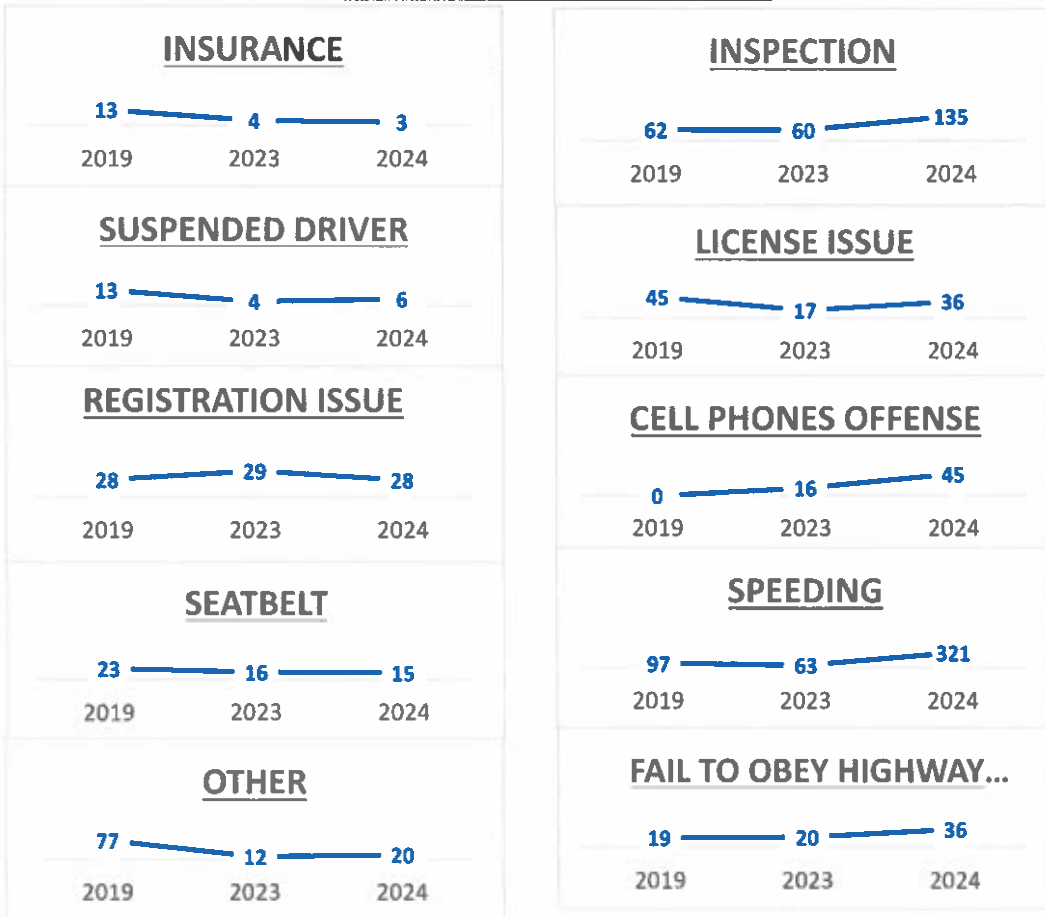 INSURANCE
13 4 3
2019 2023 2024
SUSPENDED DRIVER
13 4 6
2019 2023 2024
REGISTRATION ISSUE
28 29 28
2019 2023 2024
SEATBELT
23 16 15
2019 2023 2024
OTHER
77 12 20
2019 2023 2024
INSPECTION
62 60 135
2019 2023 2024
LICENSE ISSUE
45 17 36
2019 2023 2024
CELL PHONES OFFENSE
0 16 45
2019 2023 2024
SPEEDING
97 63 321
2019 2023 2024
FAIL TO OBEY HIGHWAY...
19 20 36
2019 2023 2024